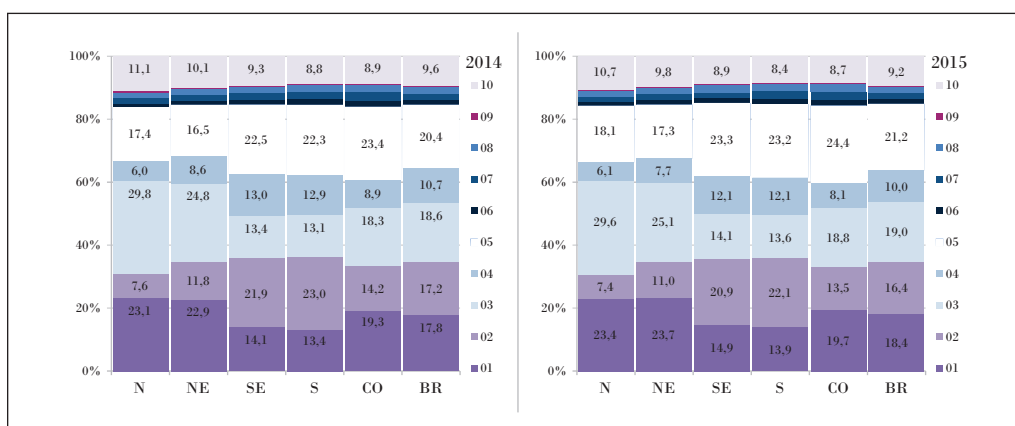 100%
80%
60%
40%
20%
0%
11,1 10,1 9,3 8,8 8,9 9,6
17,4 16,5 22,5 22,3 23,4 20,4
6,0 8,6 13,0 12,9 8,9 10,7
29,8 24,8 13,4 13,1 18,3 18,6
7,6 11,8 21,9 23,0 14,2 17,2
23,1 22,9 14,1 13,4 19,3 17,8
N NE SE S CO BR
2014
10
09
08
07
06
05
04
03
02
01
100%
80%
60%
40%
20%
0%
10,7 9,8 8,9 8,4 8,7 9,2
18,1 17,3 23,3 23,2 24,4 21,2
6,1 7,7 12,1 12,1 8,1 10,0
29,6 25,1 14,1 13,6 18,8 19,0
7,4 11,0 20,9 22,1 13,5 16,4
23,4 23,7 14,9 13,9 19,7 18,4
N NE SE S CO BR
2015
10
09
08
07
06
05
04
03
02
01